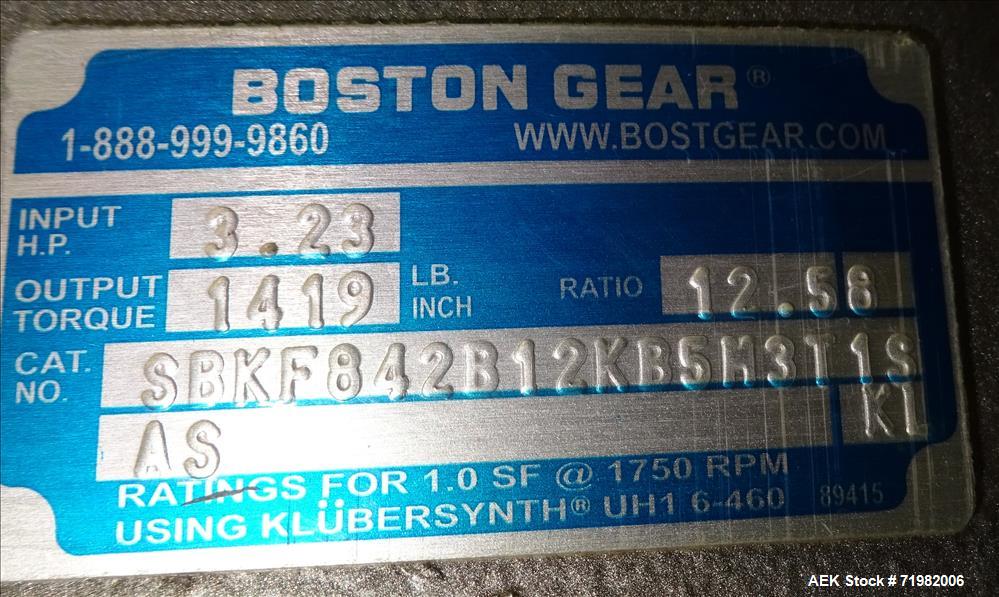 BOSTON GEAR®
1-888-999-9860 WWW.BOSTGEAR.COM
INPUT H.P. 3.23
OUTPUT TORQUE 1419 LB. INCH RATIO 12.58
CAT. NO. SBKF842B12KB5M3T1S
AS KL
RATINGS FOR 1.0 SF @ 1750 RPM
USING KLÜBERSYNTH® UH1 6-460 89415
AEK Stock # 71982006